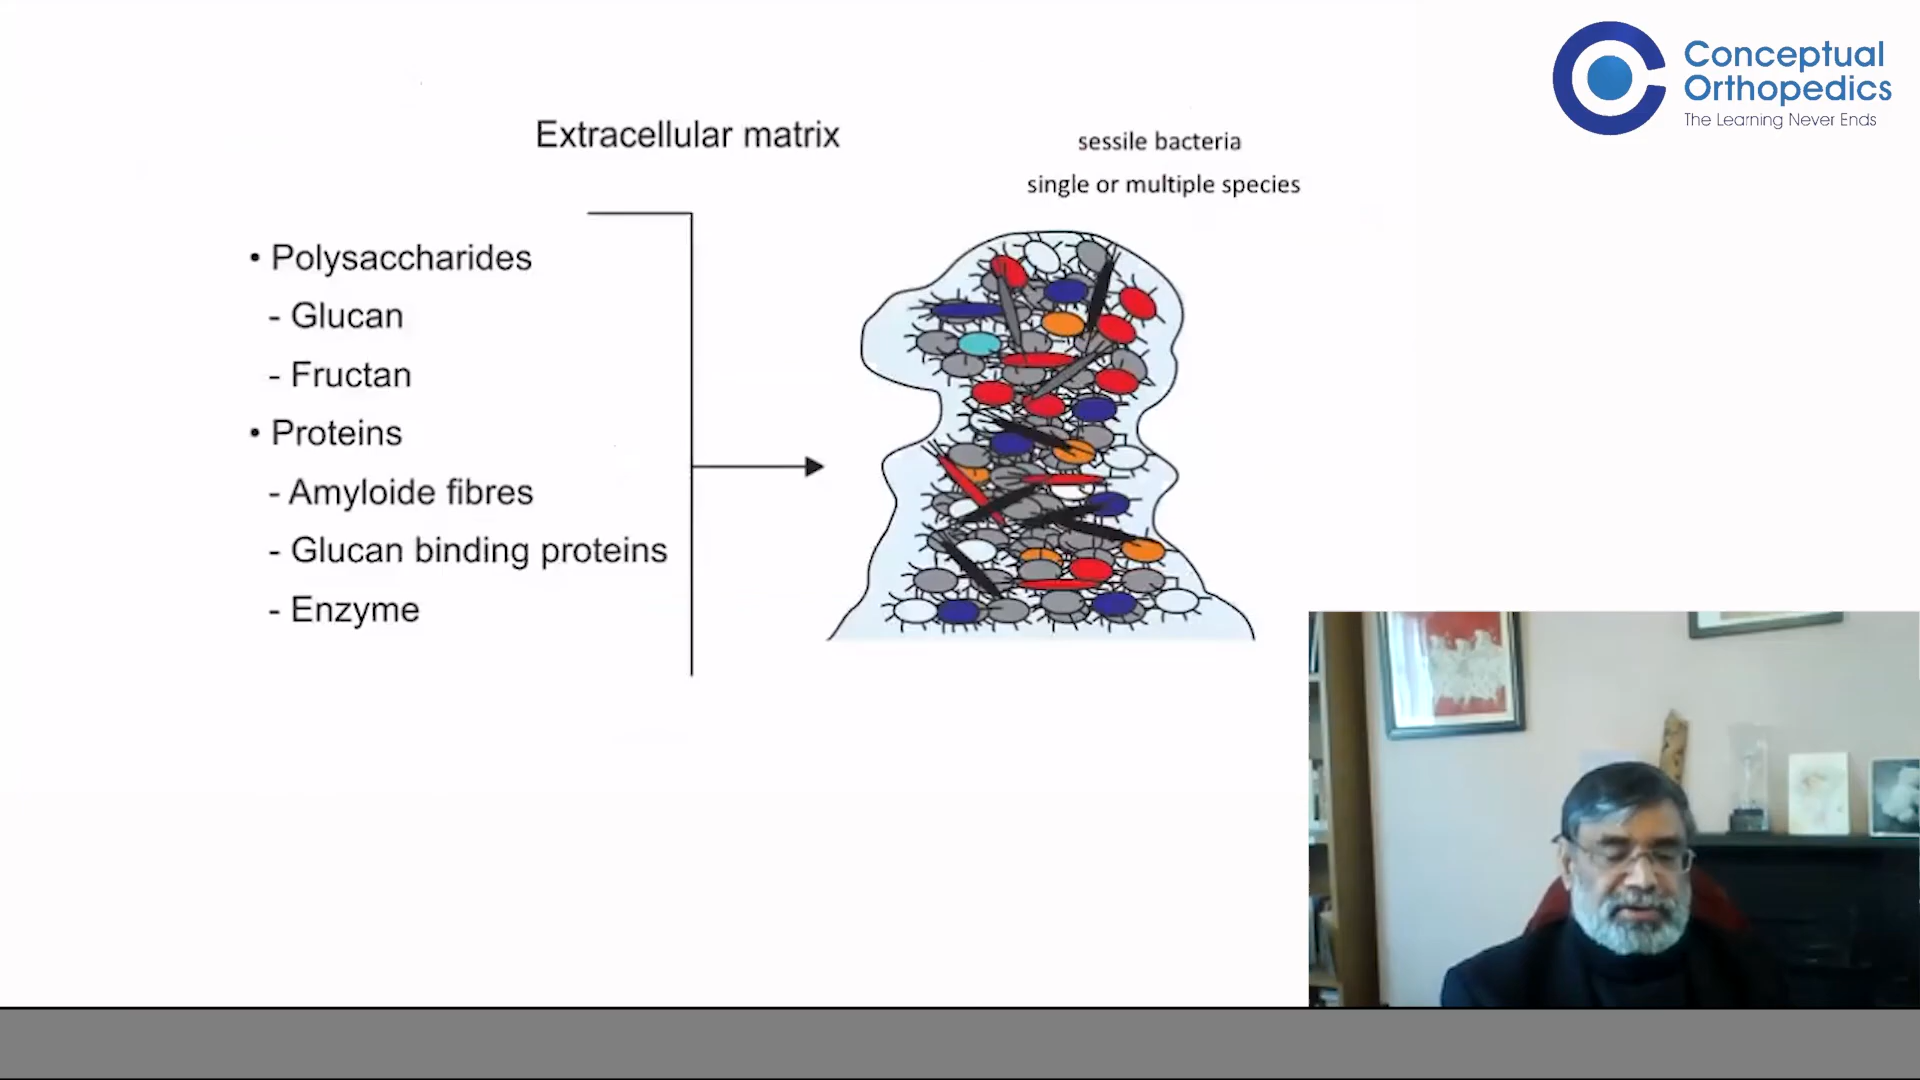 Conceptual
Orthopedics
The Learning Never Ends
Extracellular matrix
sessile bacteria
single or multiple species
• Polysaccharides
- Glucan
- Fructan
• Proteins
- Amyloide fibres
- Glucan binding proteins
- Enzyme